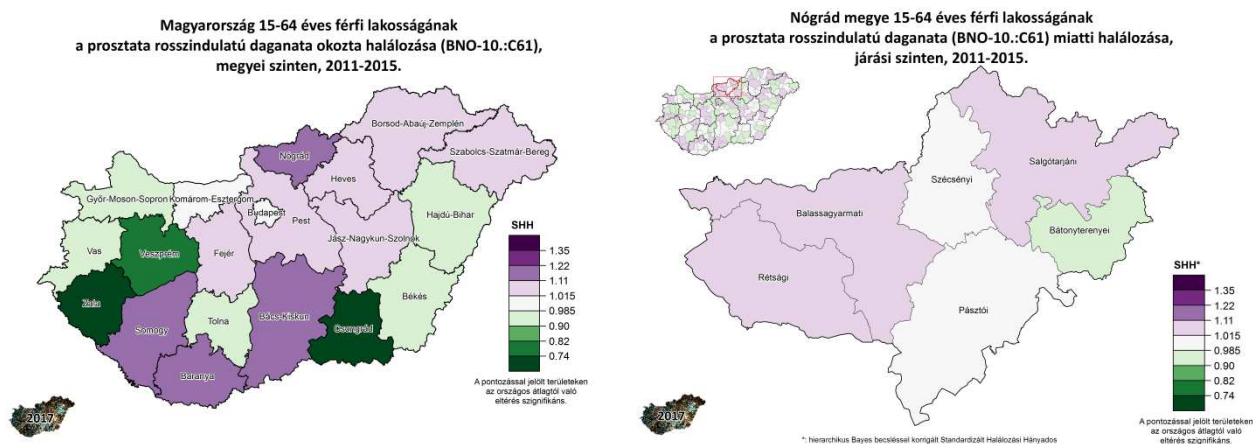 Magyarország 15-64 éves férfi lakosságának
a prosztata rosszindulatú daganata okozta halálozása (BNO-10.:C61),
megyei szinten, 2011-2015.
Borsod-Abaúj-Zemplén
Nógrád
Szabolcs-Szatmár-Bereg
Heves
Győr-Moson-Sopron
Komárom-Esztergom
Budapest
Pest
Hajdú-Bihar
Jász-Nagykun-Szolnok
Vas
Veszprém
Fejér
Békés
Zala
Somogy
Tolna
Bács-Kiskun
Csongrád
Baranya
SHH
1.35
1.22
1.11
1.015
0.985
0.90
0.82
0.74
A pontozással jelölt területeken
az országos átlagtól való
eltérés szignifikáns.
2017
Nógrád megye 15-64 éves férfi lakosságának
a prosztata rosszindulatú daganata (BNO-10.:C61) miatti halálozása,
járási szinten, 2011-2015.
Salgótarjáni
Szécsényi
Balassagyarmati
Bátonyterenyei
Rétsági
Pásztói
SHH*
1.35
1.22
1.11
1.015
0.985
0.90
0.82
0.74
A pontozással jelölt területeken
az országos átlagtól való
eltérés szignifikáns.
2017
*: hierarchikus Bayes becsléssel korrigált Standardizált Halálozási Hányados